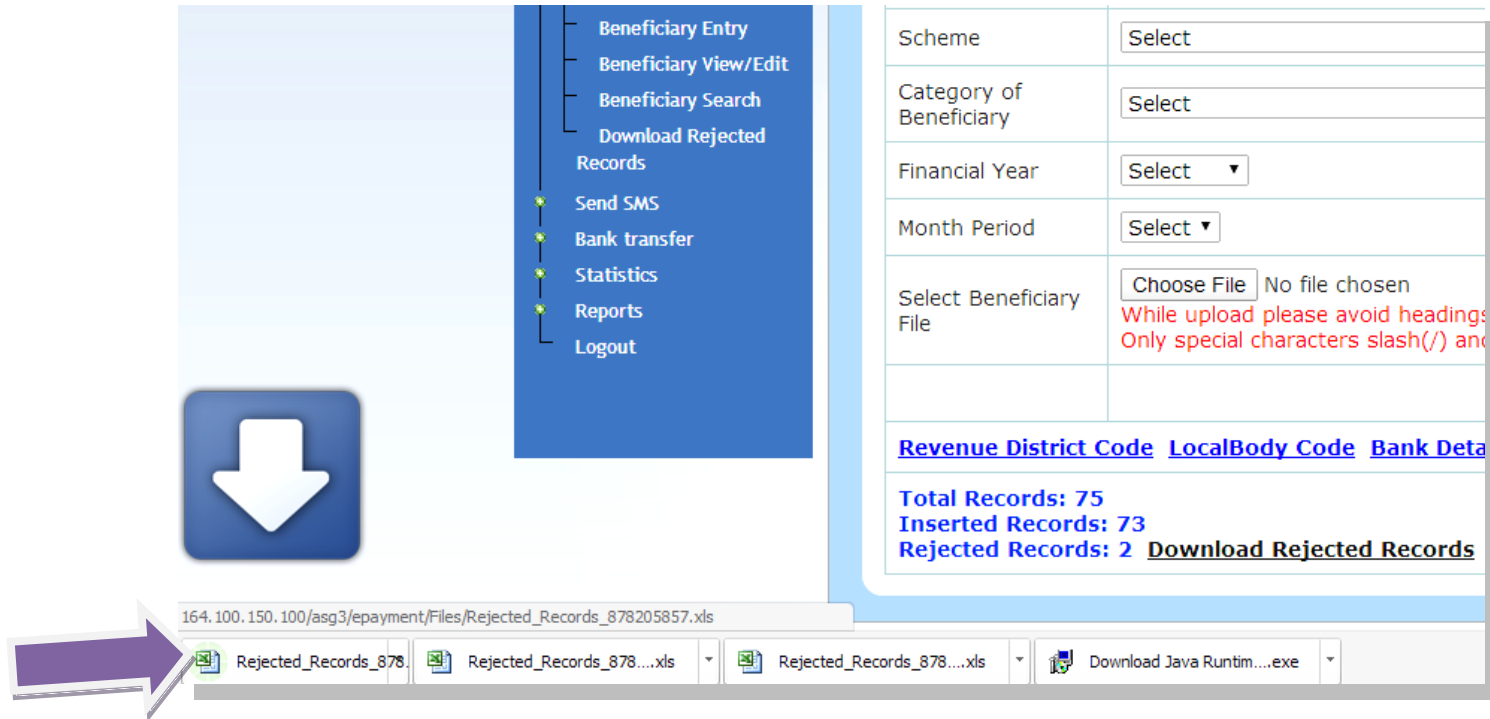 Beneficiary Entry
Beneficiary View/Edit
Beneficiary Search
Download Rejected
Records
Send SMS
Bank transfer
Statistics
Reports
Logout
Scheme
Select
Category of
Beneficiary
Select
Financial Year
Select
Month Period
Select
Select Beneficiary
File
Choose File No file chosen
While upload please avoid headings
Only special characters slash(/) and
Revenue District Code LocalBody Code Bank Deta
Total Records: 75
Inserted Records: 73
Rejected Records: 2 Download Rejected Records
164.100.150.100/asg3/epayment/Files/Rejected_Records_878205857.xls
Rejected_Records_878.
Rejected_Records_878....xls
Rejected_Records_878....xls
Download Java Runtim....exe